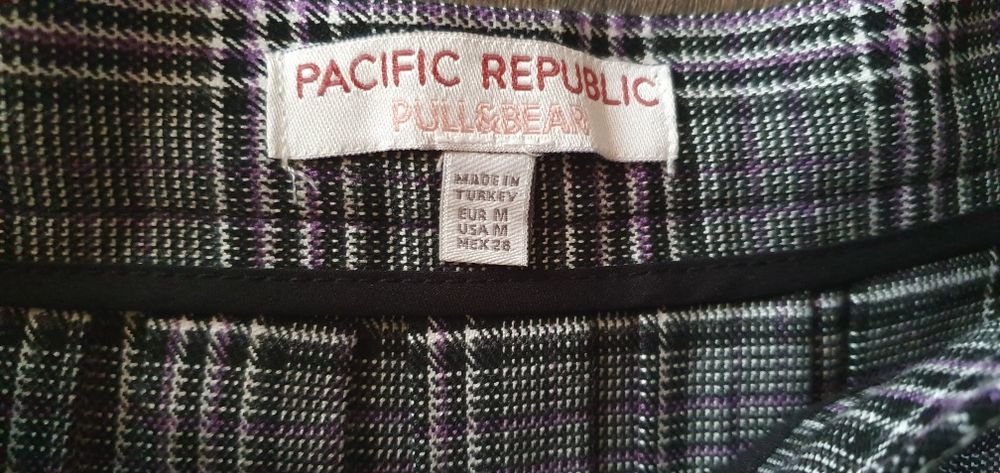 PACIFIC REPUBLIC
PULL&BEAR
MADE IN
TURKEY
EUR M
USA M
MEX 28